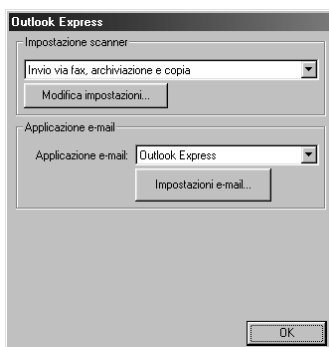 Outlook Express
Impostazione scanner
Invio via fax, archiviazione e copia
Modifica impostazioni...
Applicazione e-mail
Applicazione e-mail: Outlook Express
Impostazioni e-mail...
OK